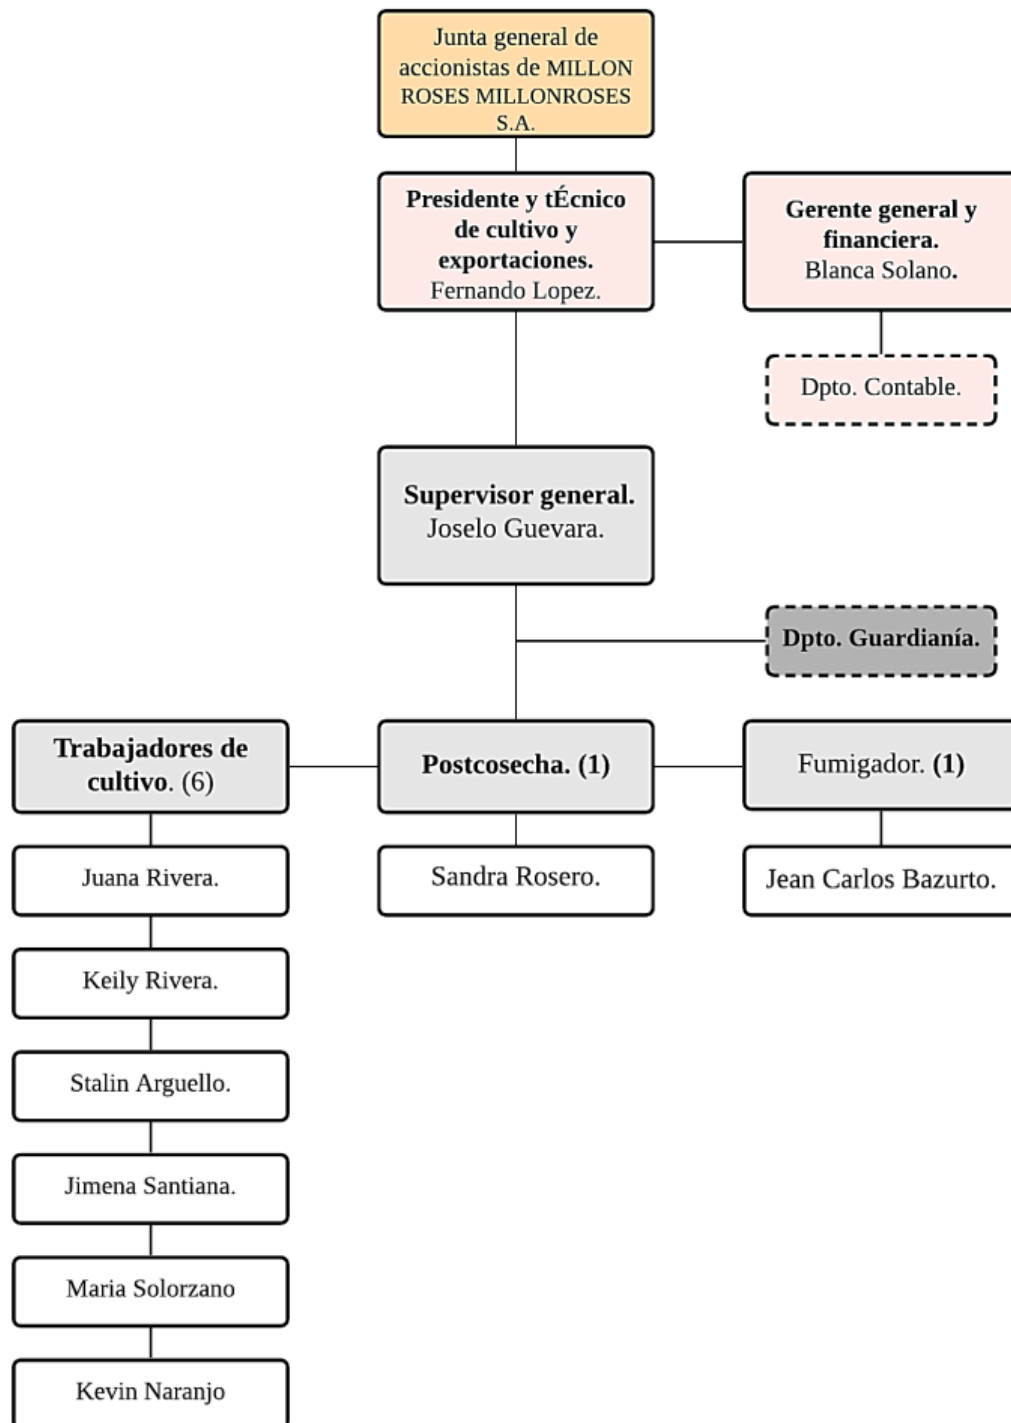 Junta general de
accionistas de MILLON
ROSES MILLONROSES
S.A.
Presidente y tÉcnico
de cultivo y
exportaciones.
Fernando Lopez.
Gerente general y
financiera.
Blanca Solano.
Dpto. Contable.
Supervisor general.
Joselo Guevara.
Dpto. Guardianía.
Trabajadores de
cultivo. (6)
Postcosecha. (1)
Fumigador. (1)
Juana Rivera.
Sandra Rosero.
Jean Carlos Bazurto.
Keily Rivera.
Stalin Arguello.
Jimena Santiana.
Maria Solorzano
Kevin Naranjo